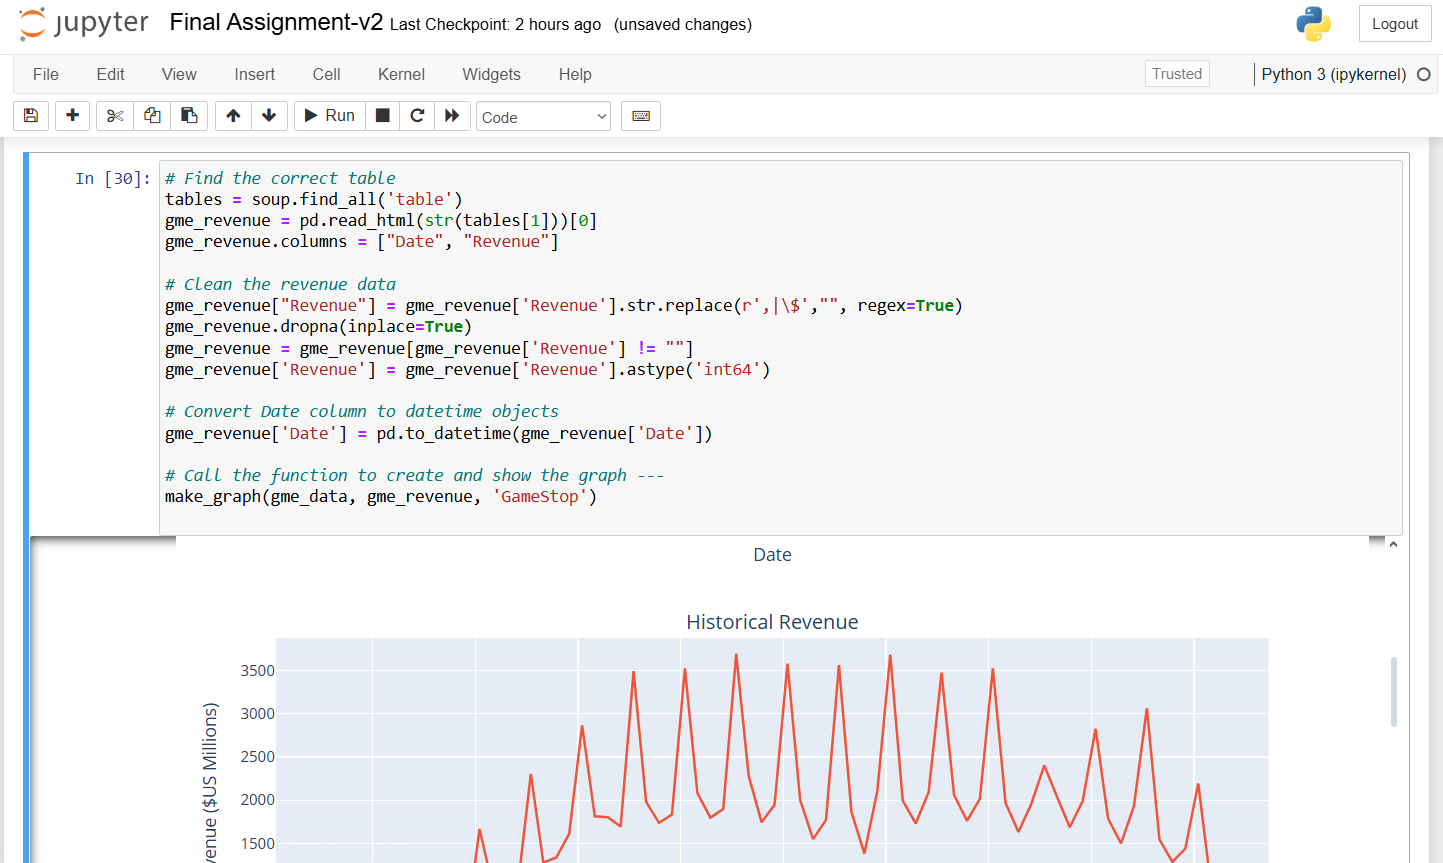 jupyter Final Assignment-v2 Last Checkpoint: 2 hours ago (unsaved changes) Logout
File Edit View Insert Cell Kernel Widgets Help Trusted Python 3 (ipykernel)
Run Code
In [30]:
# Find the correct table
tables = soup.find_all('table')
gme_revenue = pd.read_html(str(tables[1]))[0]
gme_revenue.columns = ["Date", "Revenue"]
# Clean the revenue data
gme_revenue["Revenue"] = gme_revenue['Revenue'].str.replace(r',|\$',"", regex=True)
gme_revenue.dropna(inplace=True)
gme_revenue = gme_revenue[gme_revenue['Revenue'] != ""]
gme_revenue['Revenue'] = gme_revenue['Revenue'].astype('int64')
# Convert Date column to datetime objects
gme_revenue['Date'] = pd.to_datetime(gme_revenue['Date'])
# Call the function to create and show the graph ---
make_graph(gme_data, gme_revenue, 'GameStop')
Date
Historical Revenue
3500
3000
2500
2000
1500
venue ($US Millions)